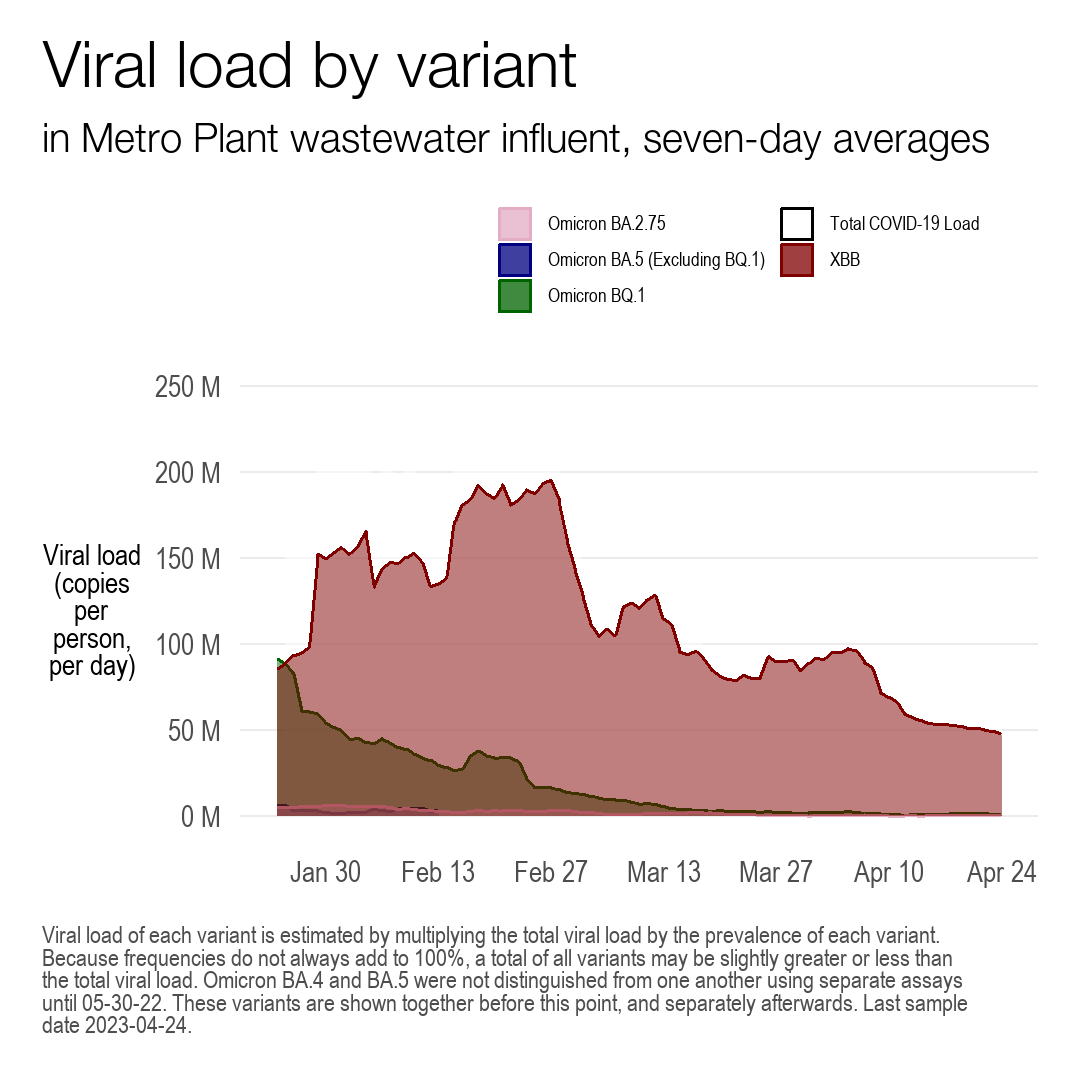 Viral load by variant
in Metro Plant wastewater influent, seven-day averages
Omicron BA.2.75
Omicron BA.5 (Excluding BQ.1)
Omicron BQ.1
Total COVID-19 Load
XBB
250 M
200 M
150 M
100 M
50 M
0 M
Viral load
(copies
per
person,
per day)
Jan 30
Feb 13
Feb 27
Mar 13
Mar 27
Apr 10
Apr 24
Viral load of each variant is estimated by multiplying the total viral load by the prevalence of each variant.
Because frequencies do not always add to 100%, a total of all variants may be slightly greater or less than
the total viral load. Omicron BA.4 and BA.5 were not distinguished from one another using separate assays
until 05-30-22. These variants are shown together before this point, and separately afterwards. Last sample
date 2023-04-24.